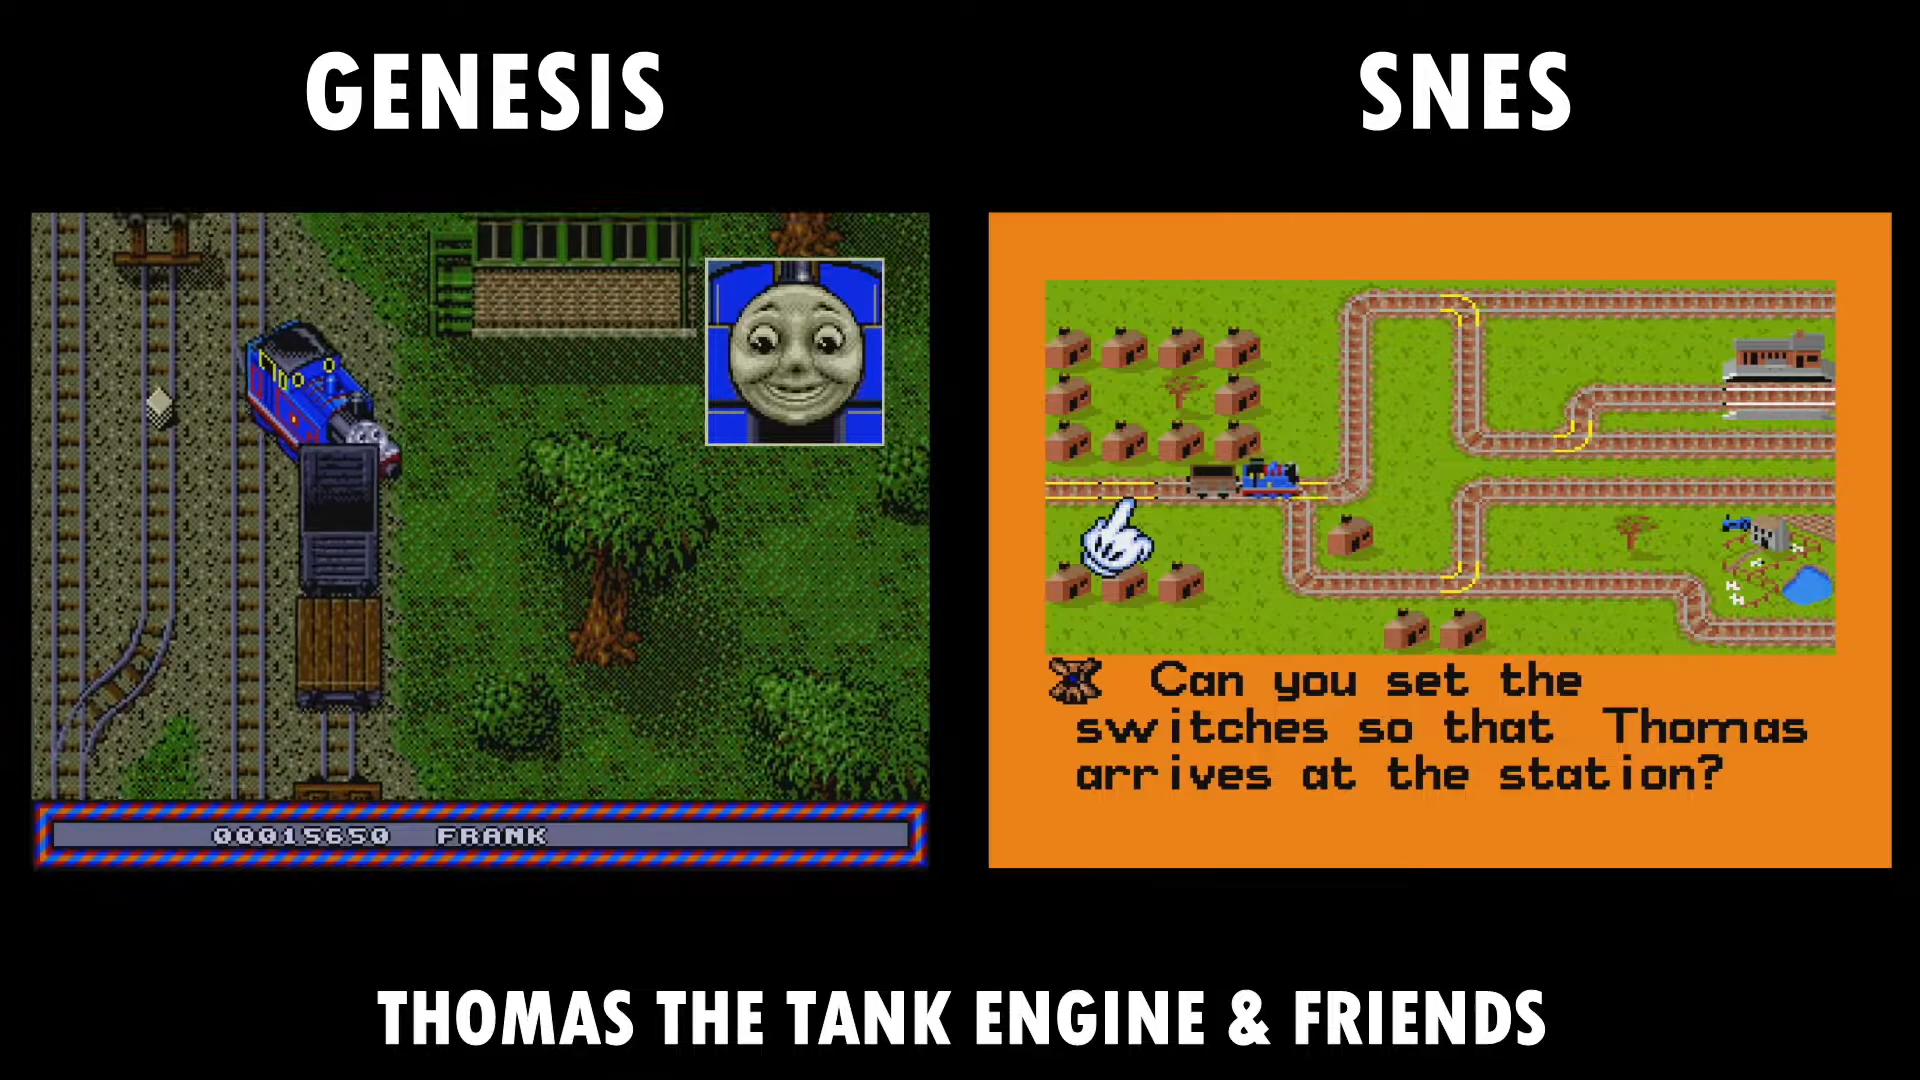 GENESIS
SNES
00015650 FRANK
Can you set the
switches so that Thomas
arrives at the station?
THOMAS THE TANK ENGINE & FRIENDS